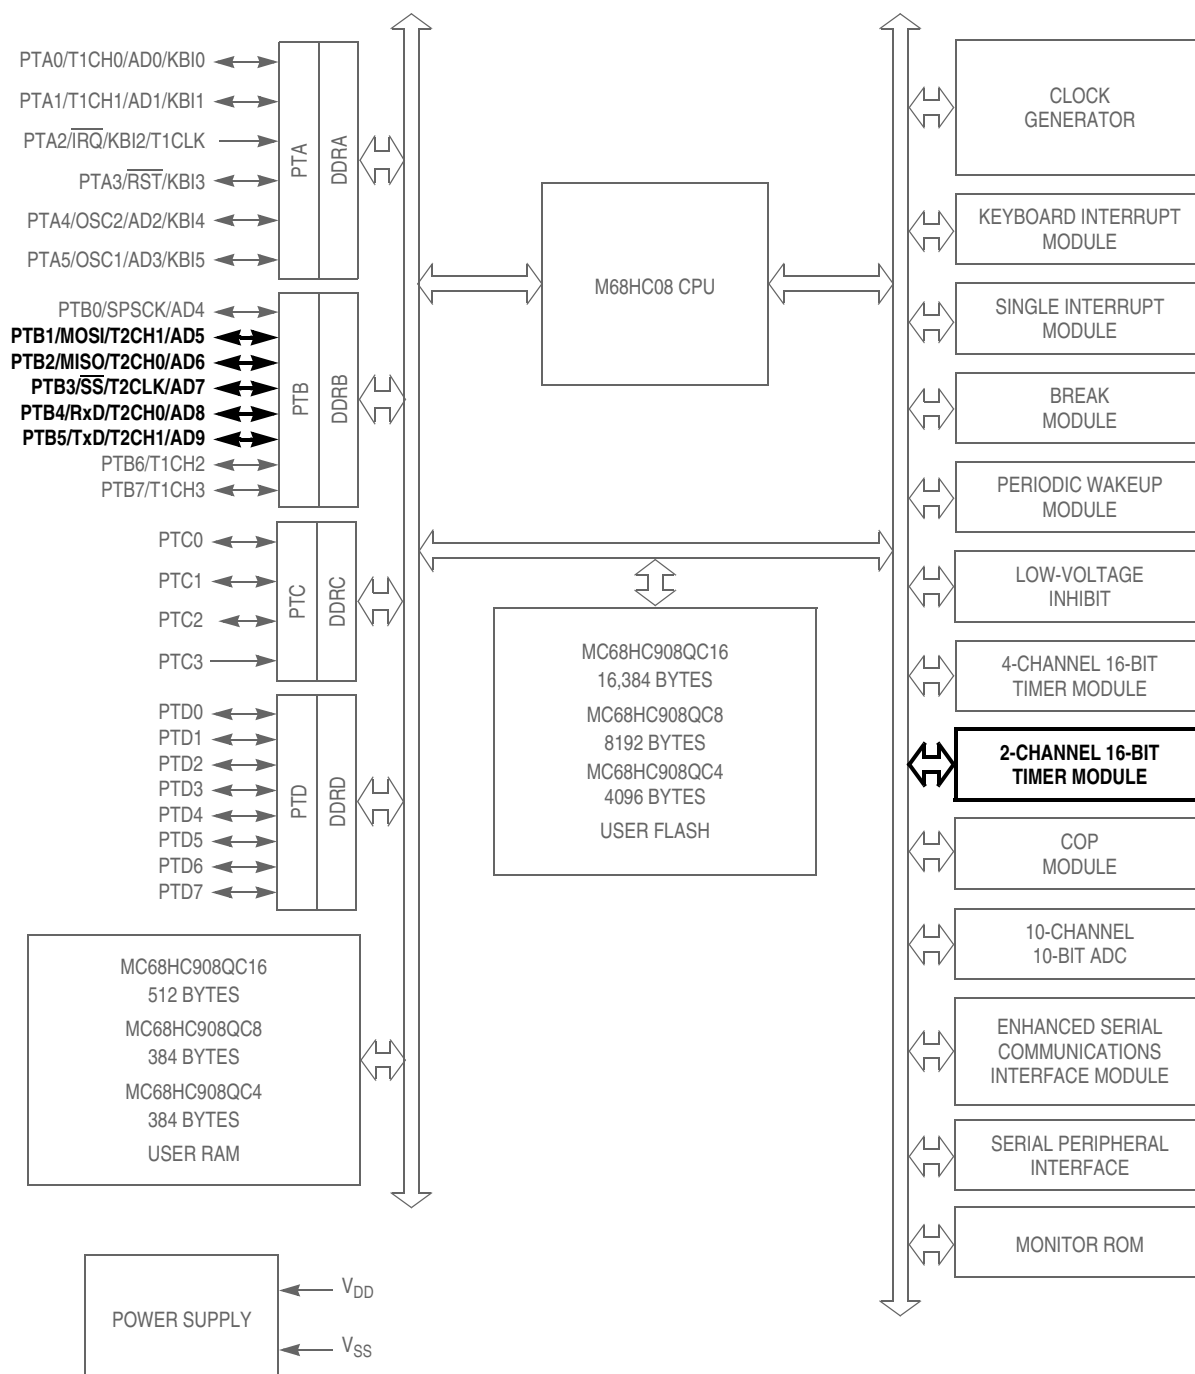 PTA0/T1CH0/AD0/KBI0
PTA1/T1CH1/AD1/KBI1
PTA2/IRQ/KBI2/T1CLK
PTA3/RST/KBI3
PTA4/OSC2/AD2/KBI4
PTA5/OSC1/AD3/KBI5
PTA
DDRA
PTB0/SPSCK/AD4
PTB1/MOSI/T2CH1/AD5
PTB2/MISO/T2CH0/AD6
PTB3/SS/T2CLK/AD7
PTB4/RxD/T2CH0/AD8
PTB5/TxD/T2CH1/AD9
PTB6/T1CH2
PTB7/T1CH3
PTB
DDRB
PTC0
PTC1
PTC2
PTC3
PTC
DDRC
PTD0
PTD1
PTD2
PTD3
PTD4
PTD5
PTD6
PTD7
PTD
DDRD
MC68HC908QC16
512 BYTES
MC68HC908QC8
384 BYTES
MC68HC908QC4
384 BYTES
USER RAM
POWER SUPPLY
VDD
VSS
M68HC08 CPU
MC68HC908QC16
16,384 BYTES
MC68HC908QC8
8192 BYTES
MC68HC908QC4
4096 BYTES
USER FLASH
CLOCK
GENERATOR
KEYBOARD INTERRUPT
MODULE
SINGLE INTERRUPT
MODULE
BREAK
MODULE
PERIODIC WAKEUP
MODULE
LOW-VOLTAGE
INHIBIT
4-CHANNEL 16-BIT
TIMER MODULE
2-CHANNEL 16-BIT
TIMER MODULE
COP
MODULE
10-CHANNEL
10-BIT ADC
ENHANCED SERIAL
COMMUNICATIONS
INTERFACE MODULE
SERIAL PERIPHERAL
INTERFACE
MONITOR ROM